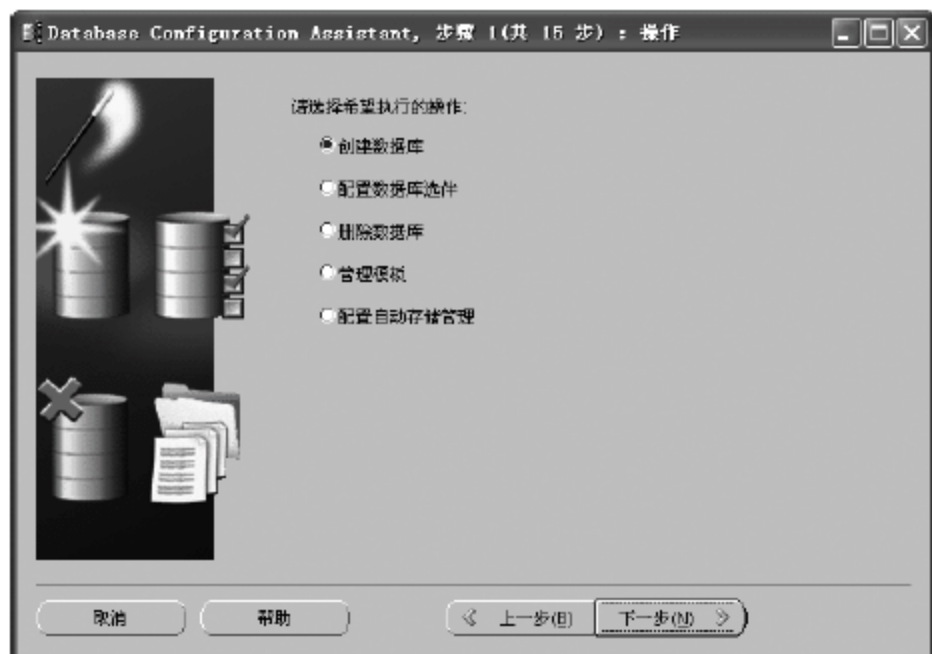 Database Configuration Assistant, 步骤 1(共 15 步) : 操作
请选择希望执行的操作:
创建数据库
配置数据库选件
删除数据库
管理模板
配置自动存储管理
取消
帮助
上一步(B)
下一步(N)